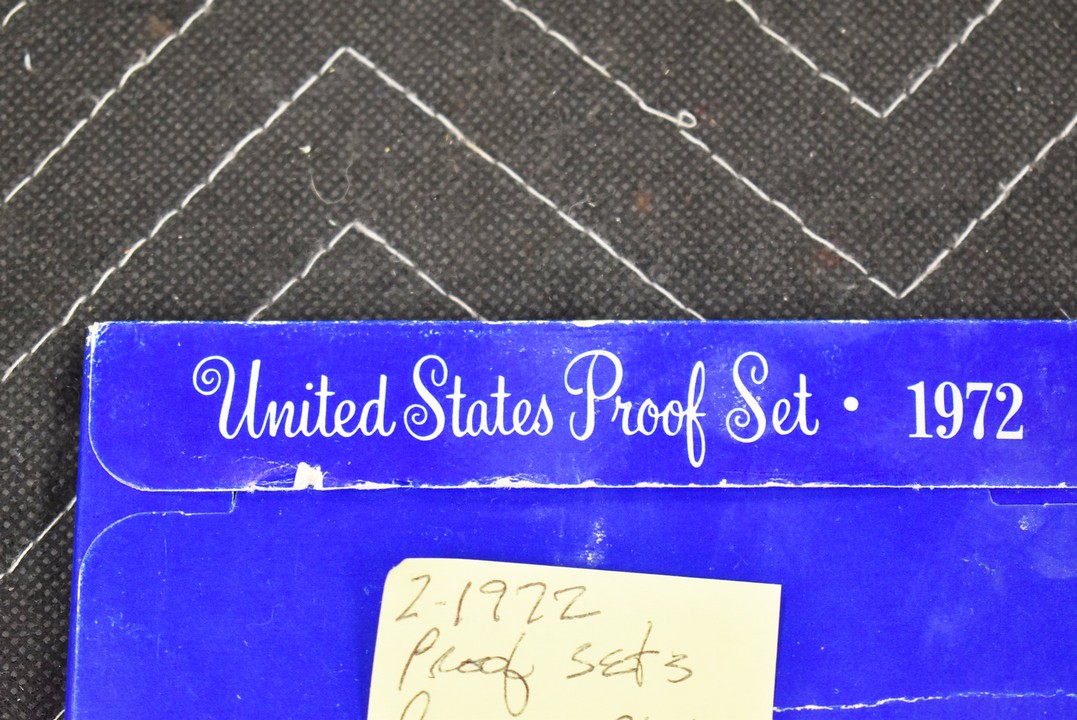 United States Proof Set • 1972
2-1972
Proof sets